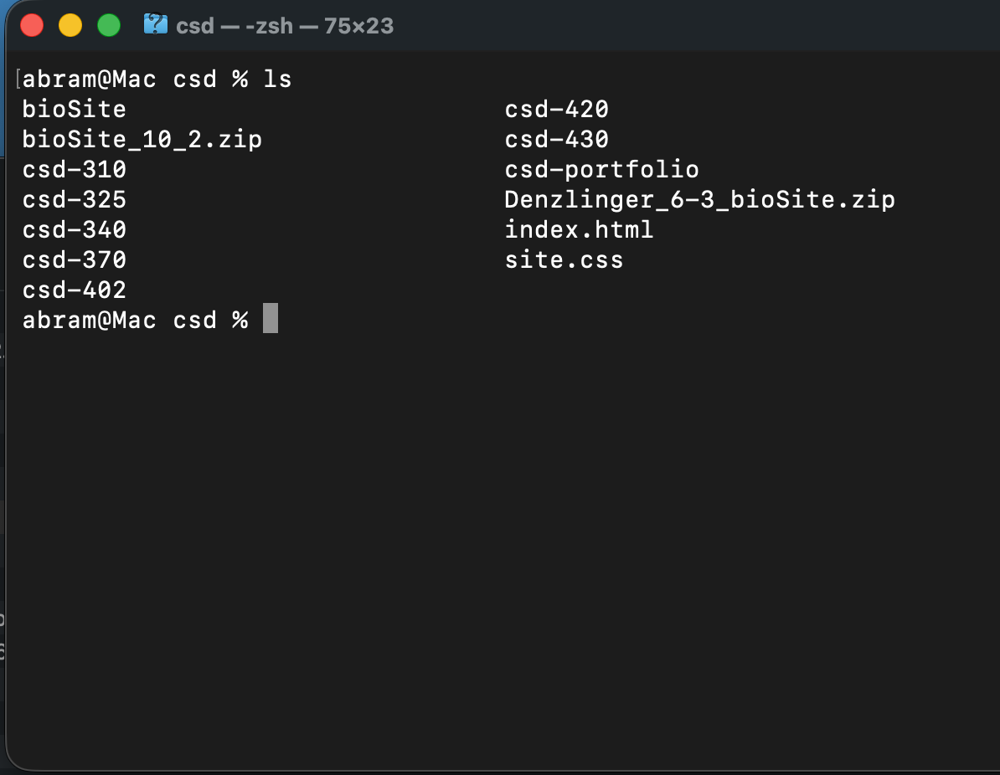 csd — -zsh — 75×23
abram@Mac csd % ls
bioSite csd-420
bioSite_10_2.zip csd-430
csd-310 csd-portfolio
csd-325 Denzlinger_6-3_bioSite.zip
csd-340 index.html
csd-370 site.css
csd-402
abram@Mac csd %